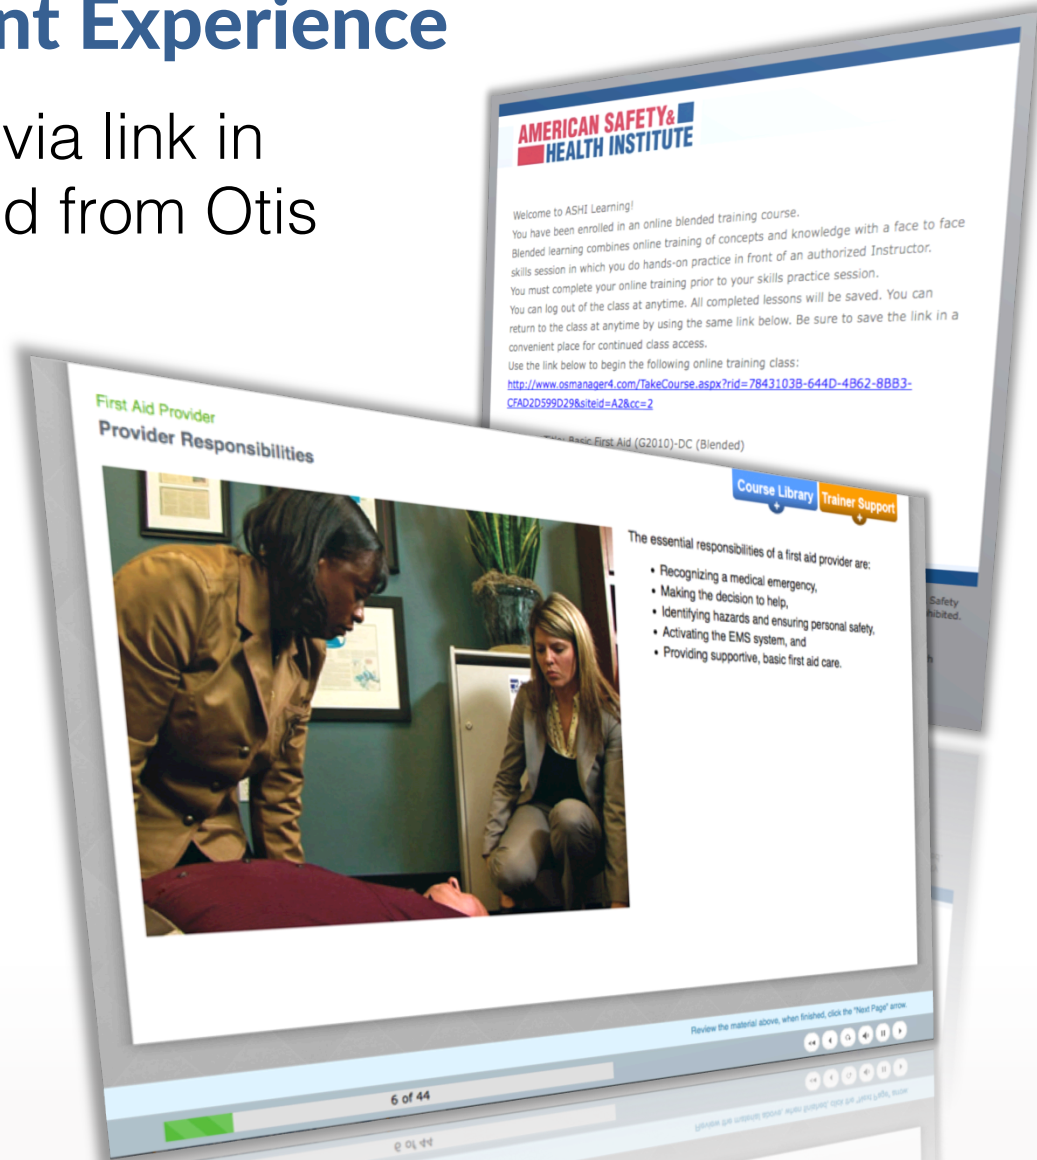 nt Experience
via link in
d from Otis
AMERICAN SAFETY&
HEALTH INSTITUTE
Welcome to ASHI Learning!
You have been enrolled in an online blended training course.
Blended learning combines online training of concepts and knowledge with a face to face
skills session in which you do hands-on practice in front of an authorized Instructor.
You must complete your online training prior to your skills practice session.
You can log out of the class at anytime. All completed lessons will be saved. You can
return to the class at anytime by using the same link below. Be sure to save the link in a
convenient place for continued class access.
Use the link below to begin the following online training class:
http://www.osmanager4.com/TakeCourse.aspx?rid=7843103B-644D-4B62-8BB3-
CFAD2D599D29&siteid=A2&cc=2
Title: Basic First Aid (G2010)-DC (Blended)
Safety
hibited.
First Aid Provider
Provider Responsibilities
Course Library
Trainer Support
The essential responsibilities of a first aid provider are:
• Recognizing a medical emergency,
• Making the decision to help,
• Identifying hazards and ensuring personal safety,
• Activating the EMS system, and
• Providing supportive, basic first aid care.
Review the material above, when finished, click the "Next Page" arrow.
6 of 44